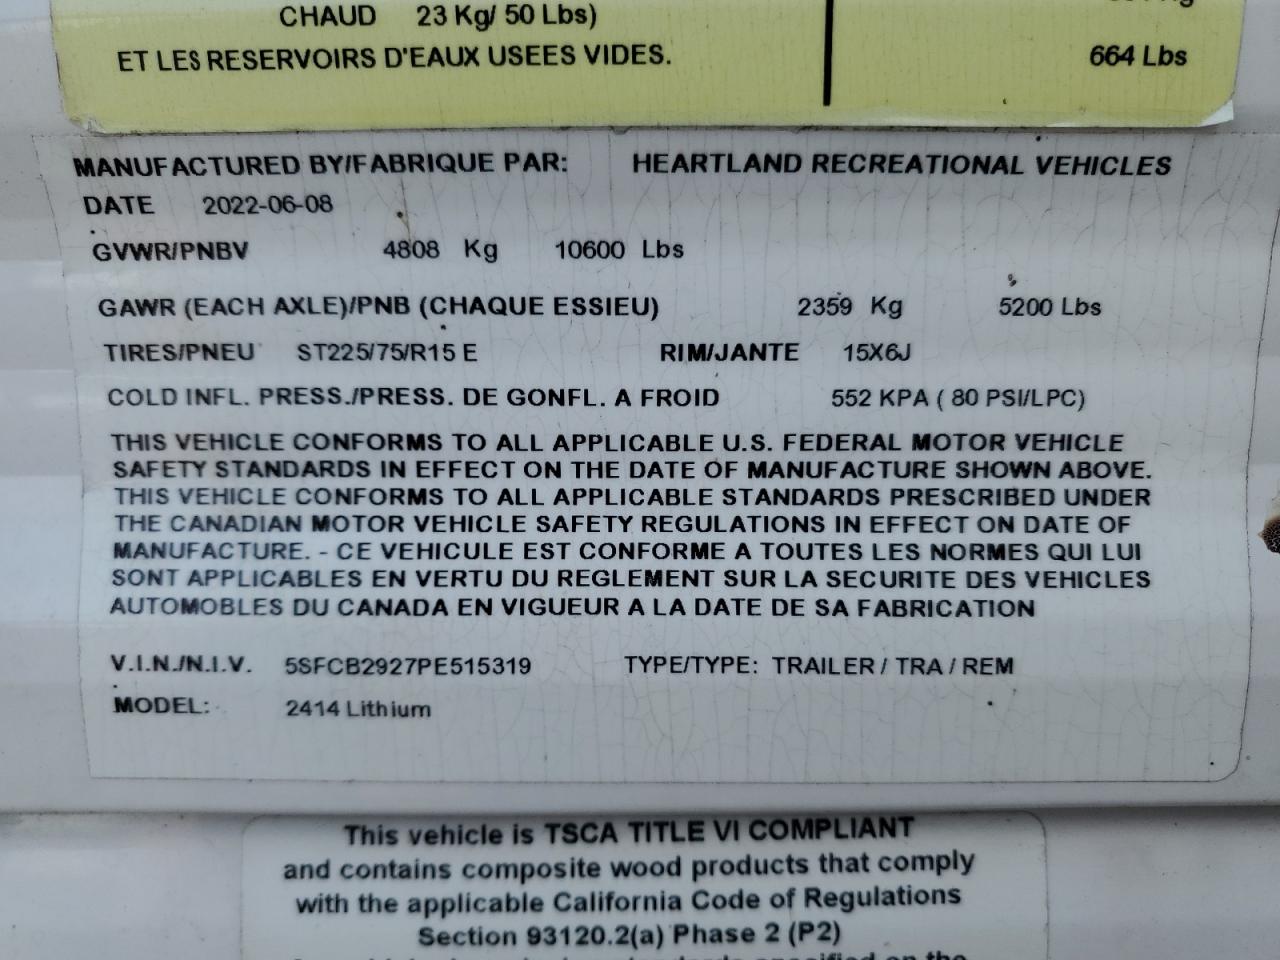 CHAUD 23 Kg/ 50 Lbs)
ET LES RESERVOIRS D'EAUX USEES VIDES.
664 Lbs
MANUFACTURED BY/FABRIQUE PAR: HEARTLAND RECREATIONAL VEHICLES
DATE 2022-06-08
GVWR/PNBV 4808 Kg 10600 Lbs
GAWR (EACH AXLE)/PNB (CHAQUE ESSIEU) 2359 Kg 5200 Lbs
TIRES/PNEU ST225/75/R15 E RIM/JANTE 15X6J
COLD INFL. PRESS./PRESS. DE GONFL. A FROID 552 KPA ( 80 PSI/LPC)
THIS VEHICLE CONFORMS TO ALL APPLICABLE U.S. FEDERAL MOTOR VEHICLE
SAFETY STANDARDS IN EFFECT ON THE DATE OF MANUFACTURE SHOWN ABOVE.
THIS VEHICLE CONFORMS TO ALL APPLICABLE STANDARDS PRESCRIBED UNDER
THE CANADIAN MOTOR VEHICLE SAFETY REGULATIONS IN EFFECT ON DATE OF
MANUFACTURE. - CE VEHICULE EST CONFORME A TOUTES LES NORMES QUI LUI
SONT APPLICABLES EN VERTU DU REGLEMENT SUR LA SECURITE DES VEHICLES
AUTOMOBLES DU CANADA EN VIGUEUR A LA DATE DE SA FABRICATION
V.I.N./N.I.V. 5SFCB2927PE515319 TYPE/TYPE: TRAILER / TRA / REM
MODEL: 2414 Lithium
This vehicle is TSCA TITLE VI COMPLIANT
and contains composite wood products that comply
with the applicable California Code of Regulations
Section 93120.2(a) Phase 2 (P2)
specified on the